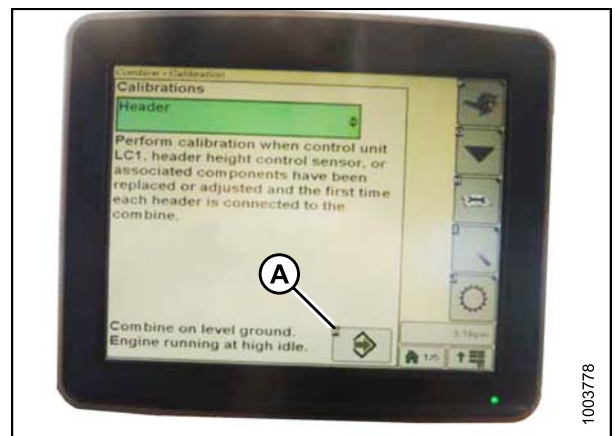 Combine - Calibration
Calibrations
Header
Perform calibration when control unit
LC1, header height control sensor, or
associated components have been
replaced or adjusted and the first time
each header is connected to the
combine.
A
Combine on level ground.
Engine running at high idle.
1/5
1003778